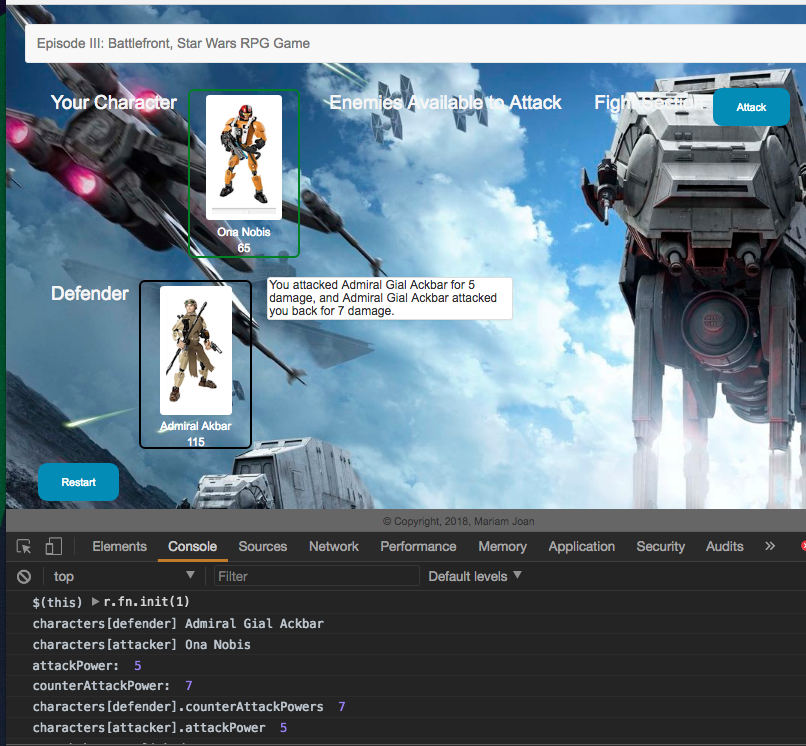 Episode III: Battlefront, Star Wars RPG Game
Your Character
Enemies Available to Attack
Fight Section
Attack
Ona Nobis
65
Defender
You attacked Admiral Gial Ackbar for 5
damage, and Admiral Gial Ackbar attacked
you back for 7 damage.
Admiral Akbar
115
Restart
© Copyright, 2018, Mariam Joan
Elements Console Sources Network Performance Memory Application Security Audits »
top ▼ Filter Default levels ▼
$(this) ▶ r.fn.init(1)
characters[defender] Admiral Gial Ackbar
characters[attacker] Ona Nobis
attackPower: 5
counterAttackPower: 7
characters[defender].counterAttackPowers 7
characters[attacker].attackPower 5